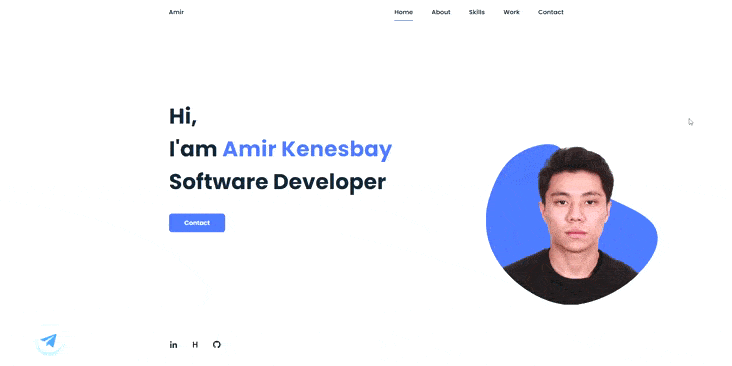 Amir
Home About Skills Work Contact
Hi,
I'am Amir Kenesbay
Software Developer
Contact
in H